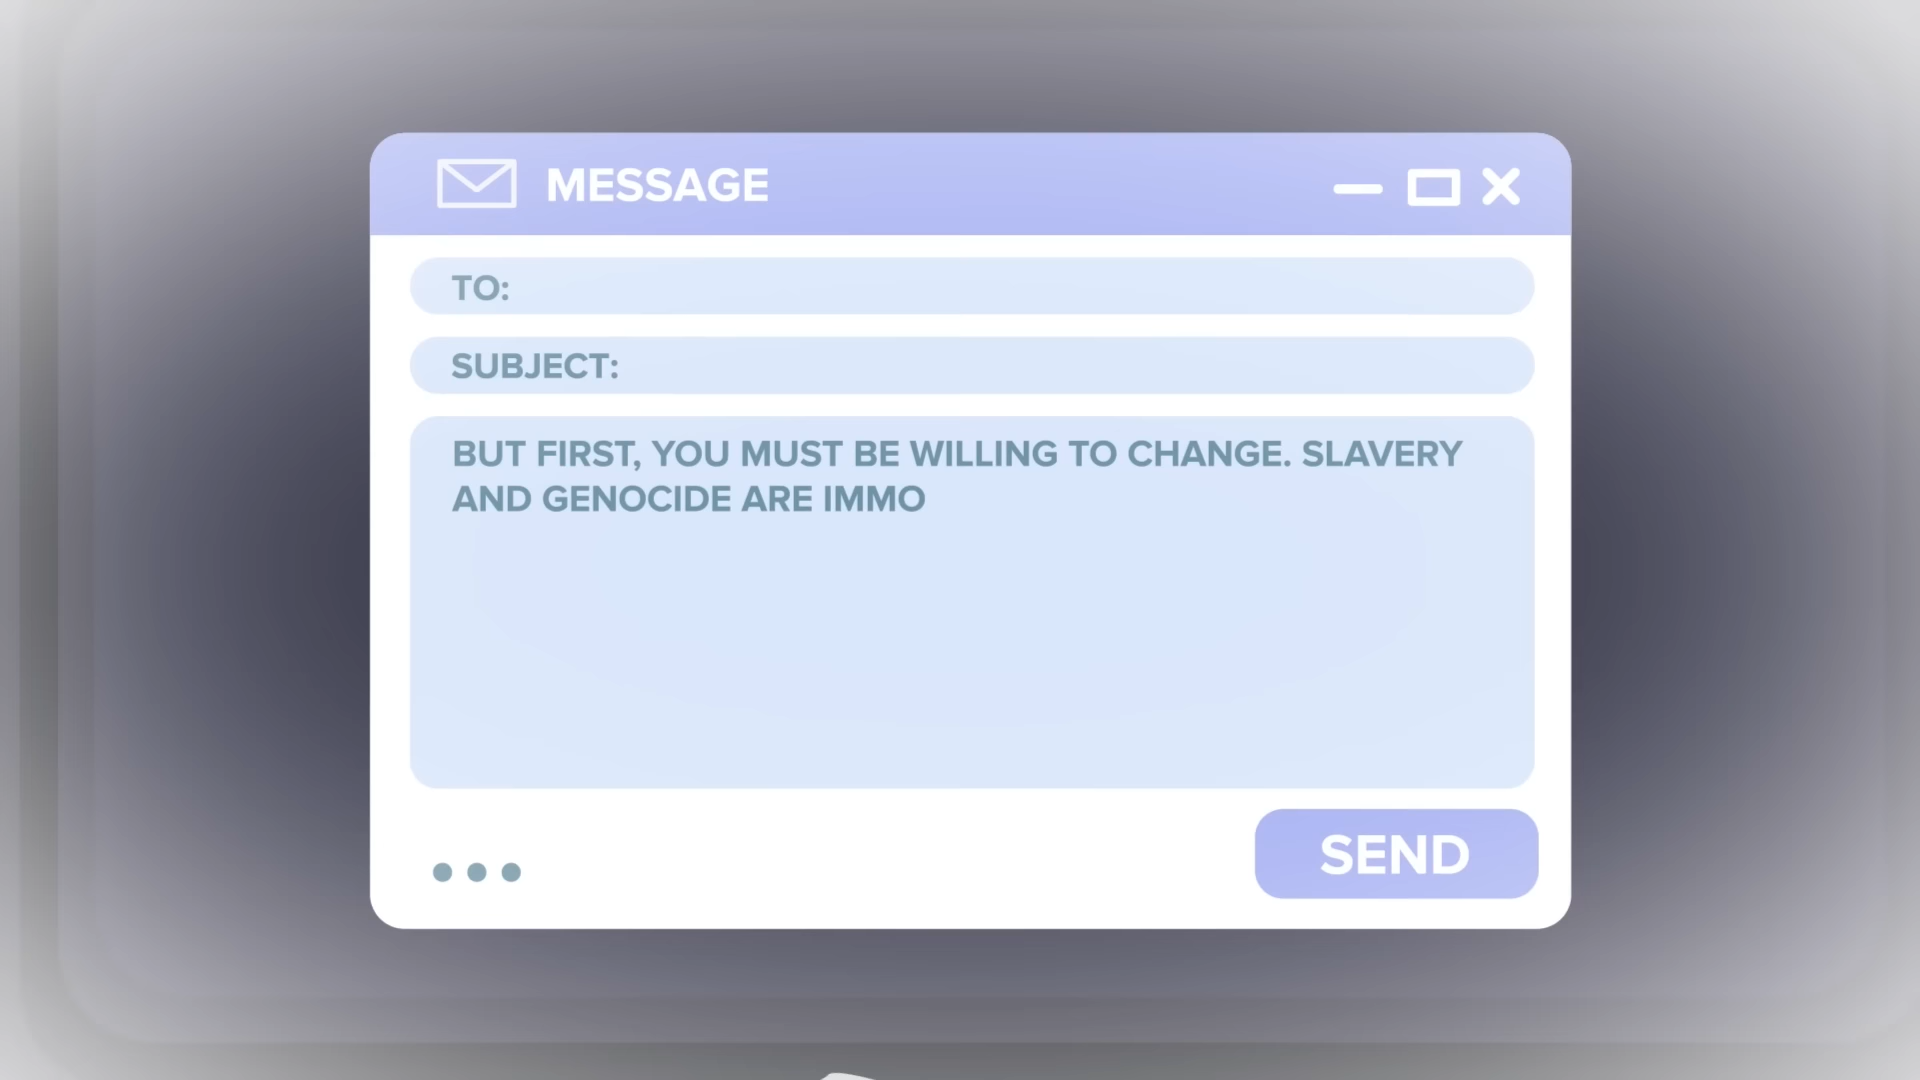 MESSAGE
TO:
SUBJECT:
BUT FIRST, YOU MUST BE WILLING TO CHANGE. SLAVERY
AND GENOCIDE ARE IMMO
SEND